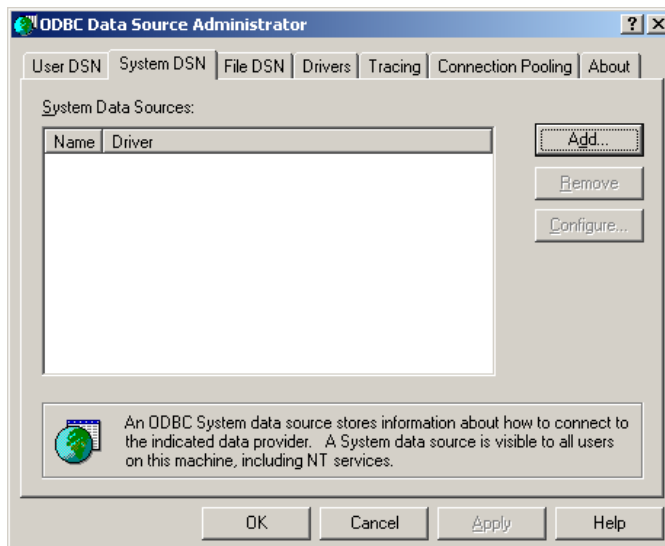 ODBC Data Source Administrator
User DSN System DSN File DSN Drivers Tracing Connection Pooling About
System Data Sources:
Name Driver
Add...
Remove
Configure...
An ODBC System data source stores information about how to connect to
the indicated data provider. A System data source is visible to all users
on this machine, including NT services.
OK Cancel Apply Help